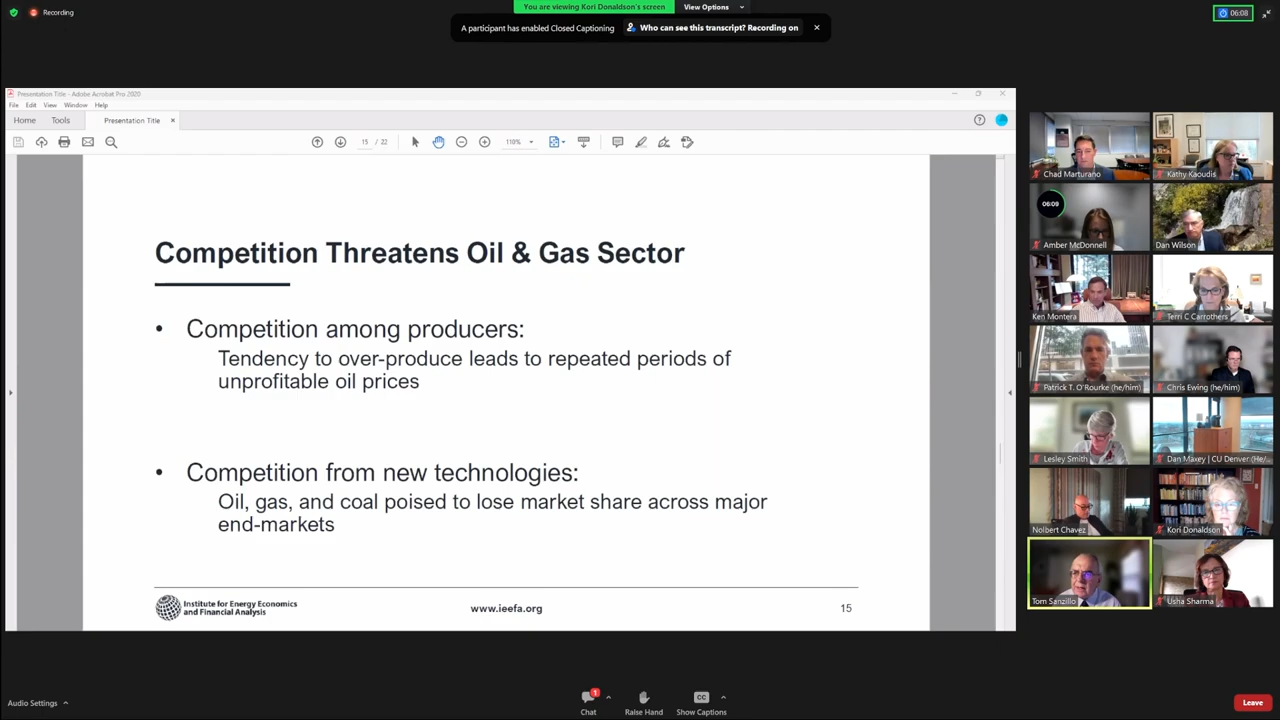 Recording
You are viewing Kori Donaldson's screen
View Options
06:08
A participant has enabled Closed Captioning
Who can see this transcript? Recording on
Presentation Title - Adobe Acrobat Pro 2020
File Edit View Window Help
Home
Tools
Presentation Title
15 / 22
110%
Competition Threatens Oil & Gas Sector
• Competition among producers:
Tendency to over-produce leads to repeated periods of
unprofitable oil prices
• Competition from new technologies:
Oil, gas, and coal poised to lose market share across major
end-markets
Institute for Energy Economics
and Financial Analysis
www.ieefa.org
15
Chad Marturano
Kathy Kaoudis
06:09
Amber McDonnell
Dan Wilson
Ken Montera
Terri C Carrothers
Patrick T. O'Rourke (he/him)
Chris Ewing (he/him)
Lesley Smith
Dan Maxey | CU Denver (He/...
Nolbert Chavez
Kori Donaldson
Tom Sanzillo
Usha Sharma
Audio Settings
1
Chat
Raise Hand
CC
Show Captions
Leave